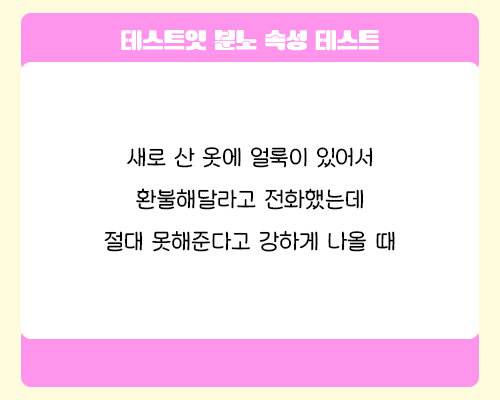 테스트잇 분노 속성 테스트
새로 산 옷에 얼룩이 있어서
환불해달라고 전화했는데
절대 못해준다고 강하게 나올 때